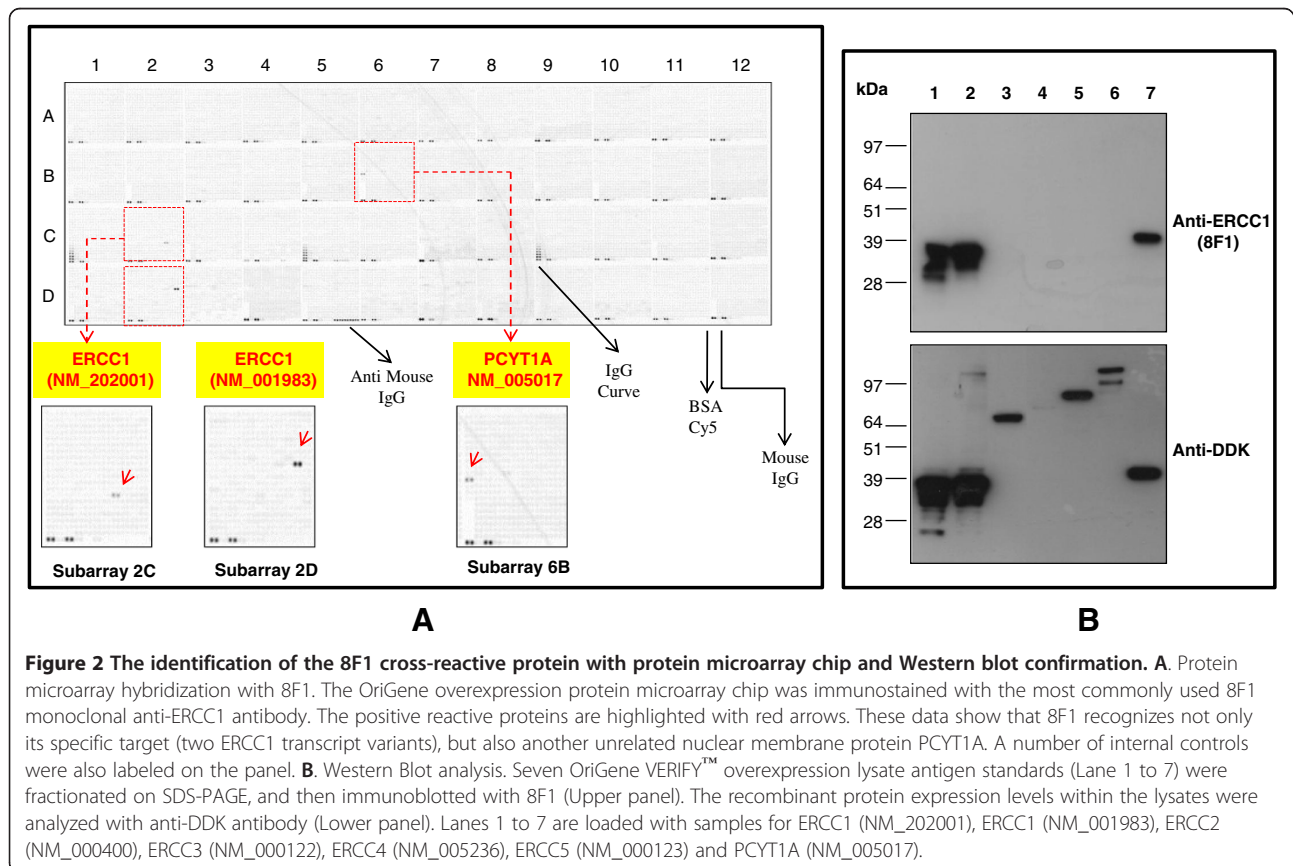 1 2 3 4 5 6 7 8 9 10 11 12
A
B
C
D
ERCC1
(NM_202001)
ERCC1
(NM_001983)
Anti Mouse
IgG
PCYT1A
NM_005017
IgG
Curve
BSA
Cy5
Mouse
IgG
Subarray 2C
Subarray 2D
Subarray 6B
A
kDa 1 2 3 4 5 6 7
97
64
51
39
28
Anti-ERCC1
(8F1)
97
64
51
39
28
Anti-DDK
B
Figure 2 The identification of the 8F1 cross-reactive protein with protein microarray chip and Western blot confirmation. A. Protein
microarray hybridization with 8F1. The OriGene overexpression protein microarray chip was immunostained with the most commonly used 8F1
monoclonal anti-ERCC1 antibody. The positive reactive proteins are highlighted with red arrows. These data show that 8F1 recognizes not only
its specific target (two ERCC1 transcript variants), but also another unrelated nuclear membrane protein PCYT1A. A number of internal controls
were also labeled on the panel. B. Western Blot analysis. Seven OriGene VERIFY™ overexpression lysate antigen standards (Lane 1 to 7) were
fractionated on SDS-PAGE, and then immunoblotted with 8F1 (Upper panel). The recombinant protein expression levels within the lysates were
analyzed with anti-DDK antibody (Lower panel). Lanes 1 to 7 are loaded with samples for ERCC1 (NM_202001), ERCC1 (NM_001983), ERCC2
(NM_000400), ERCC3 (NM_000122), ERCC4 (NM_005236), ERCC5 (NM_000123) and PCYT1A (NM_005017).